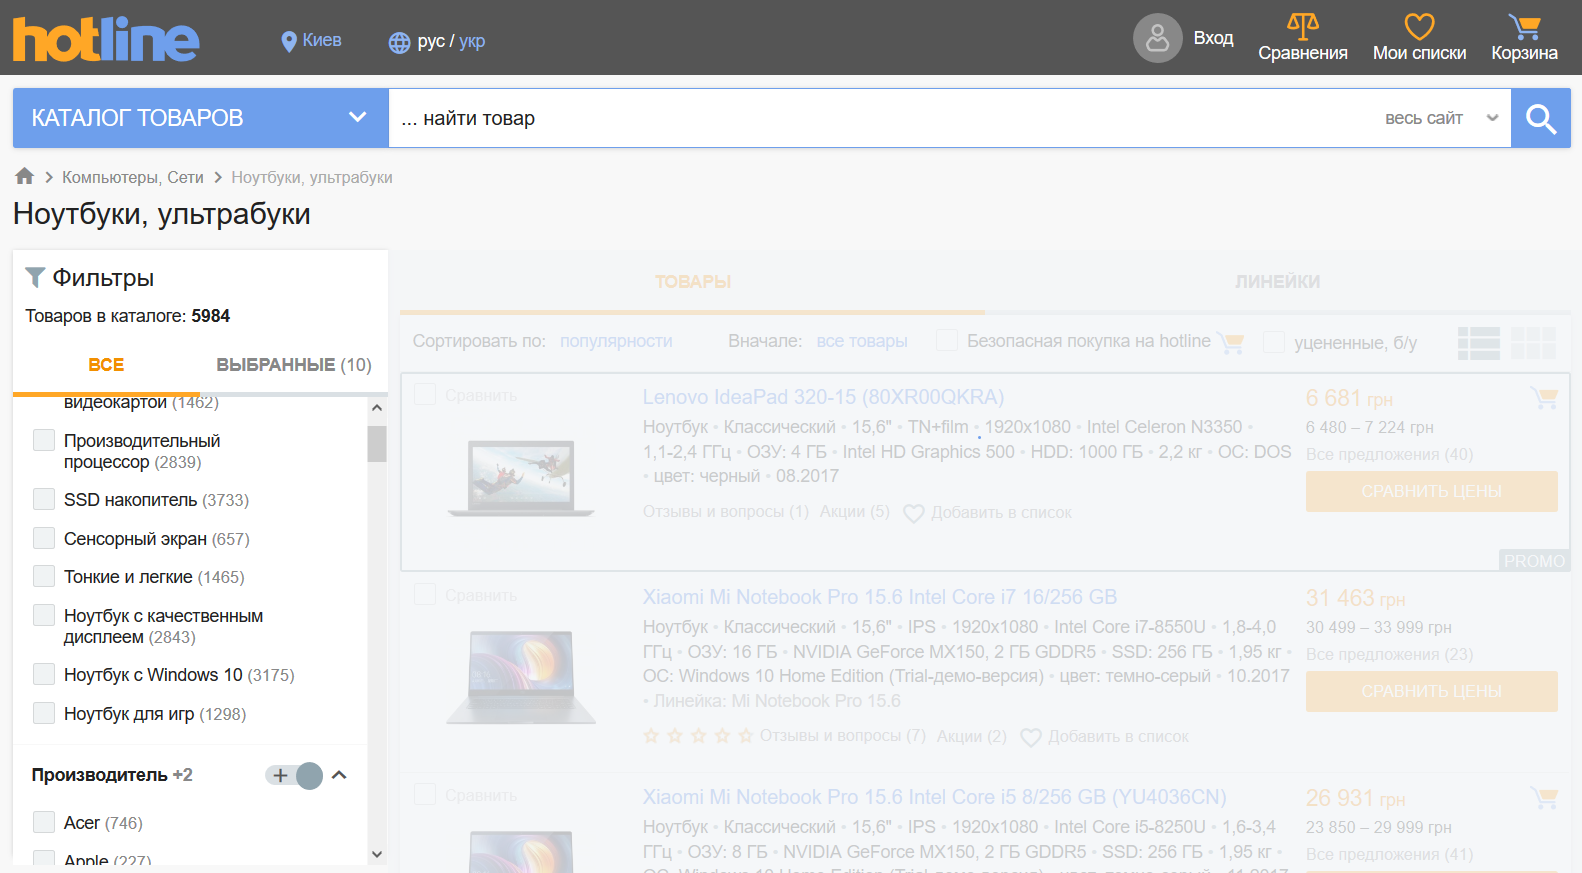 hotline
Киев
рус / укр
Вход
Сравнения
Мои списки
Корзина
КАТАЛОГ ТОВАРОВ
... найти товар
весь сайт
Компьютеры, Сети
Ноутбуки, ультрабуки
Ноутбуки, ультрабуки
Фильтры
Товаров в каталоге: 5984
ВСЕ
ВЫБРАННЫЕ (10)
видеокартой (1462)
Производительный
процессор (2839)
SSD накопитель (3733)
Сенсорный экран (657)
Тонкие и легкие (1465)
Ноутбук с качественным
дисплеем (2843)
Ноутбук с Windows 10 (3175)
Ноутбук для игр (1298)
Производитель +2
Acer (746)
Apple (227)
ТОВАРЫ
ЛИНЕЙКИ
Сортировать по: популярности
Вначале: все товары
Безопасная покупка на hotline
уцененные, б/у
Сравнить
Lenovo IdeaPad 320-15 (80XR00QKRA)
Ноутбук • Классический • 15,6" • TN+film • 1920x1080 • Intel Celeron N3350 •
1,1-2,4 ГГц • ОЗУ: 4 ГБ • Intel HD Graphics 500 • HDD: 1000 ГБ • 2,2 кг • ОС: DOS
• цвет: черный • 08.2017
Отзывы и вопросы (1) Акции (5) Добавить в список
6 681 грн
6 480 – 7 224 грн
Все предложения (40)
СРАВНИТЬ ЦЕНЫ
PROMO
Сравнить
Xiaomi Mi Notebook Pro 15.6 Intel Core i7 16/256 GB
Ноутбук • Классический • 15,6" • IPS • 1920x1080 • Intel Core i7-8550U • 1,8-4,0
ГГц • ОЗУ: 16 ГБ • NVIDIA GeForce MX150, 2 ГБ GDDR5 • SSD: 256 ГБ • 1,95 кг •
ОС: Windows 10 Home Edition (Trial-демо-версия) • цвет: темно-серый • 10.2017
• Линейка: Mi Notebook Pro 15.6
Отзывы и вопросы (7) Акции (2) Добавить в список
31 463 грн
30 499 – 33 999 грн
Все предложения (23)
СРАВНИТЬ ЦЕНЫ
Сравнить
Xiaomi Mi Notebook Pro 15.6 Intel Core i5 8/256 GB (YU4036CN)
Ноутбук • Классический • 15,6" • IPS • 1920x1080 • Intel Core i5-8250U • 1,6-3,4
ГГц • ОЗУ: 8 ГБ • NVIDIA GeForce MX150, 2 ГБ GDDR5 • SSD: 256 ГБ • 1,95 кг •
ОС: Windows 10 Home Edition (Trial-демо-версия) • цвет: темно-серый • 11.2017
26 931 грн
23 850 – 29 999 грн
Все предложения (41)